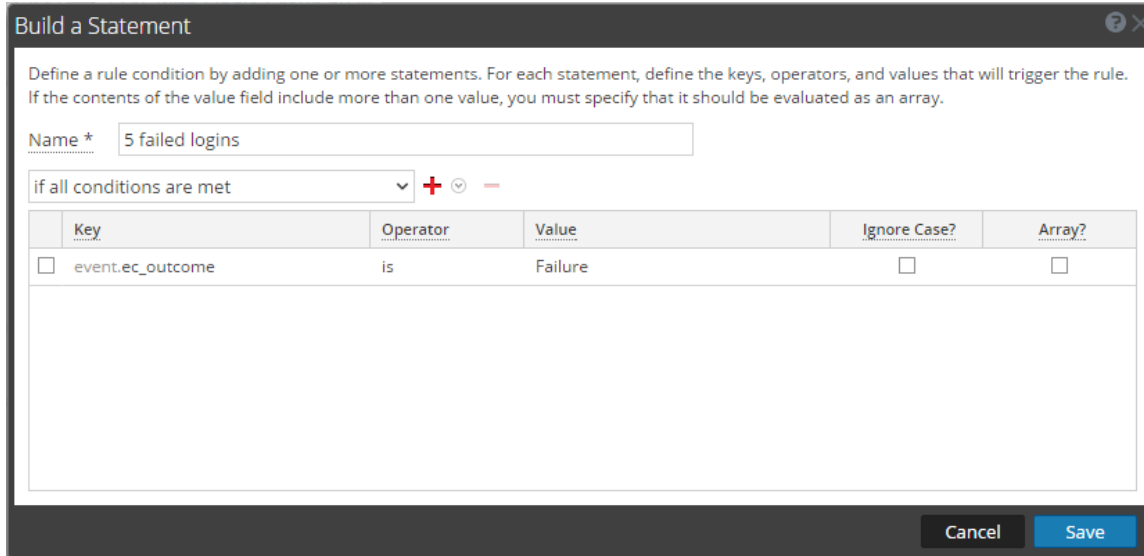 Build a Statement
Define a rule condition by adding one or more statements. For each statement, define the keys, operators, and values that will trigger the rule.
If the contents of the value field include more than one value, you must specify that it should be evaluated as an array.
Name * 5 failed logins
if all conditions are met
Key Operator Value Ignore Case? Array?
event.ec_outcome is Failure
Cancel Save